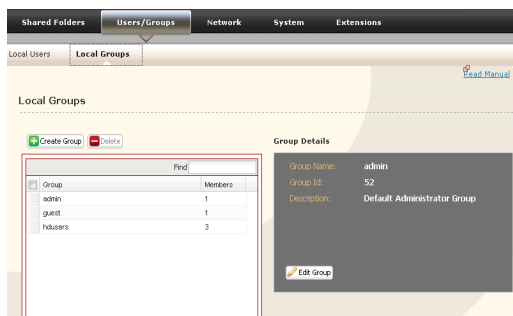 Shared Folders Users/Groups Network System Extensions
Local Users Local Groups
Read Manual
Local Groups
Create Group Delete
Group Details
Find
Group Members
admin 1
guest 1
hdusers 3
Group Name: admin
Group Id: 52
Description: Default Administrator Group
Edit Group